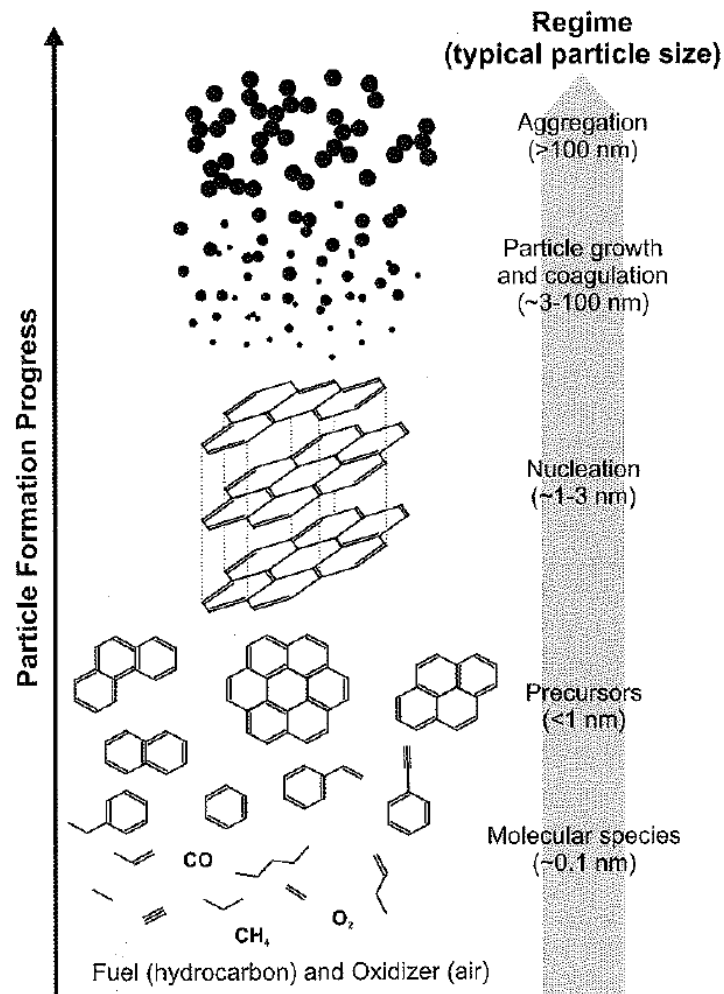 Regime
(typical particle size)
Aggregation
(>100 nm)
Particle growth
and coagulation
(~3-100 nm)
Particle Formation Progress
Nucleation
(~1-3 nm)
Precursors
(<1 nm)
Molecular species
(~0.1 nm)
CO
O₂
CH₄
Fuel (hydrocarbon) and Oxidizer (air)